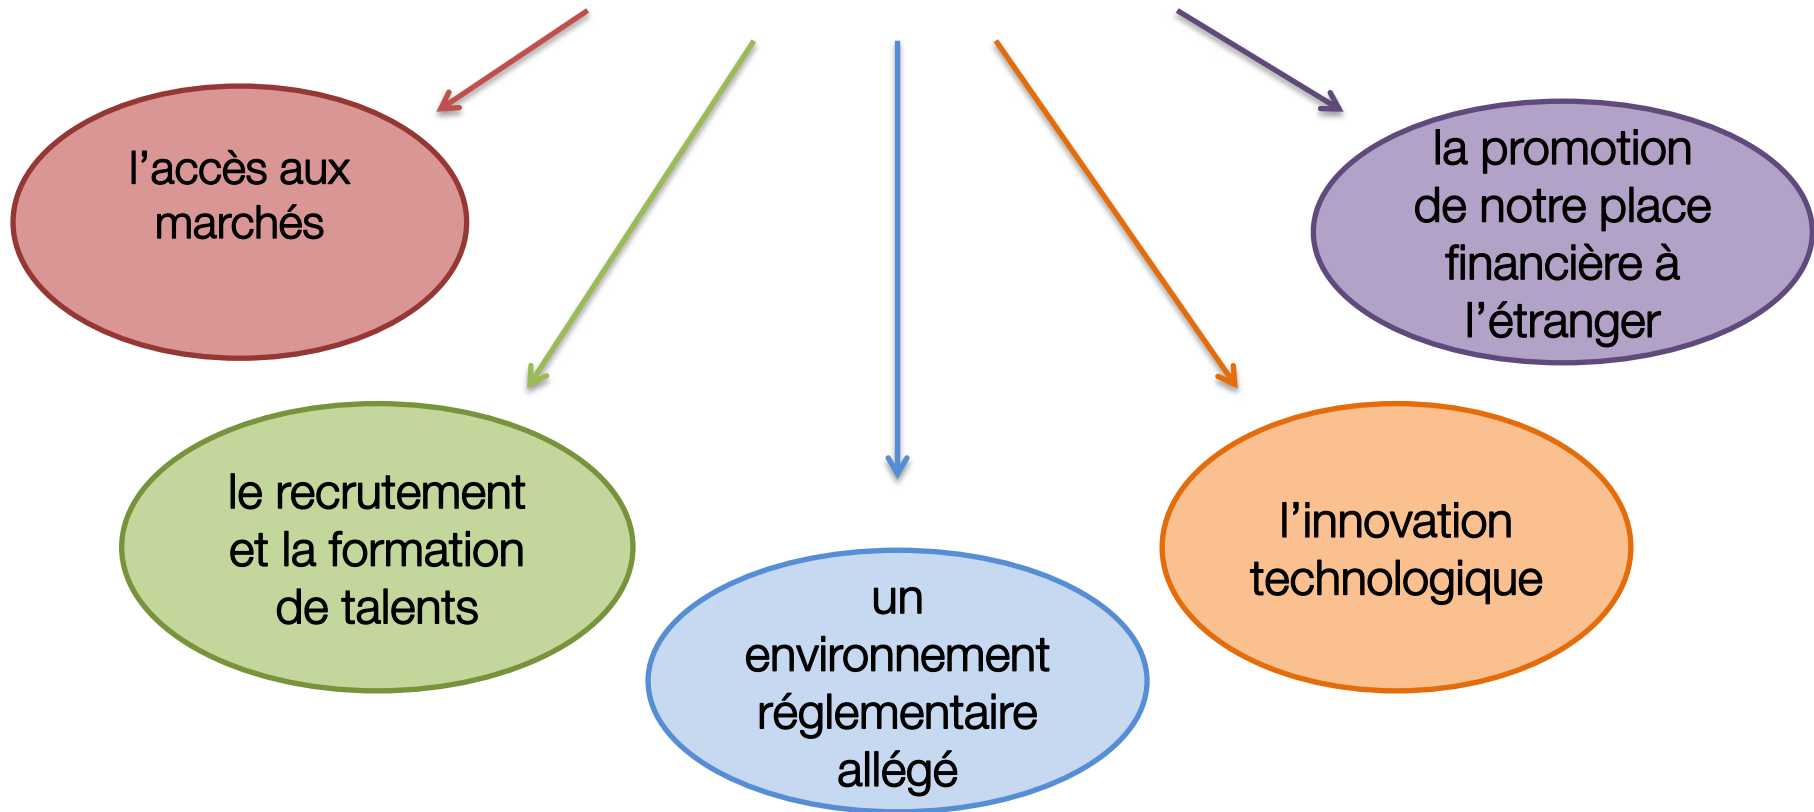 l’accès aux
marchés
le recrutement
et la formation
de talents
un
environnement
réglementaire
allégé
l’innovation
technologique
la promotion
de notre place
financière à
l’étranger